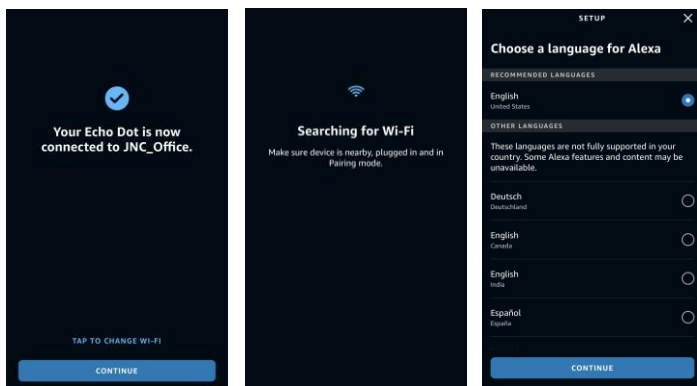 Your Echo Dot is now
connected to JNC_Office.
TAP TO CHANGE WI-FI
CONTINUE
Searching for Wi-Fi
Make sure device is nearby, plugged in and in
Pairing mode.
SETUP
Choose a language for Alexa
RECOMMENDED LANGUAGES
English
United States
OTHER LANGUAGES
These languages are not fully supported in your
country. Some Alexa features and content may be
unavailable.
Deutsch
Deutschland
English
Canada
English
India
Español
España
CONTINUE